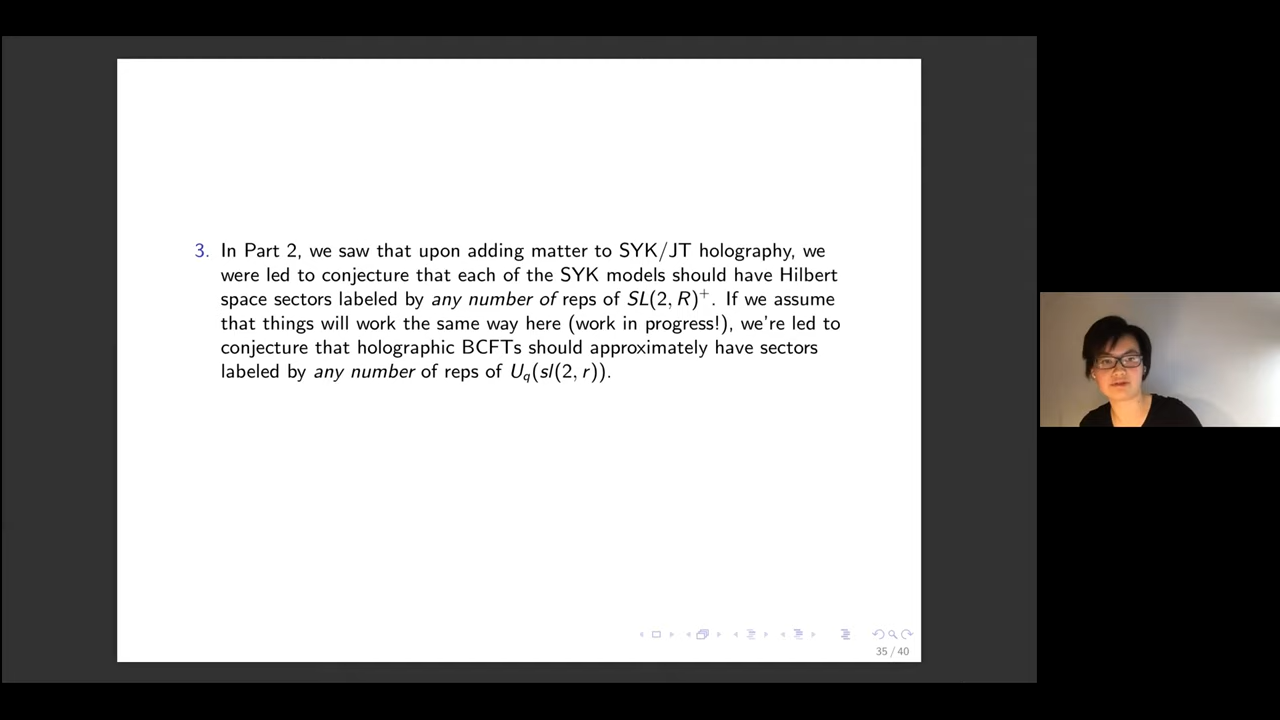 3. In Part 2, we saw that upon adding matter to SYK/JT holography, we
were led to conjecture that each of the SYK models should have Hilbert
space sectors labeled by any number of reps of SL(2, R)⁺. If we assume
that things will work the same way here (work in progress!), we're led to
conjecture that holographic BCFTs should approximately have sectors
labeled by any number of reps of U_q(sl(2, r)).
35 / 40